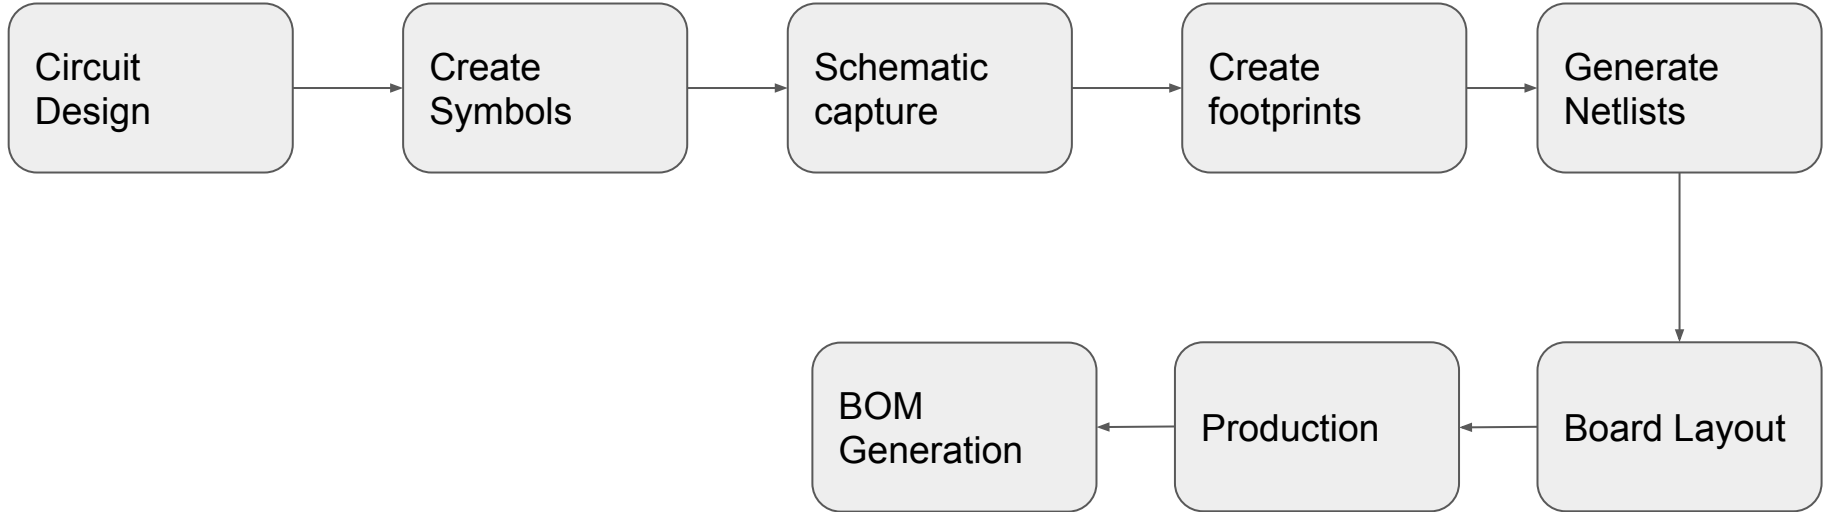 Circuit
Design
Create
Symbols
Schematic
capture
Create
footprints
Generate
Netlists
Board Layout
Production
BOM
Generation